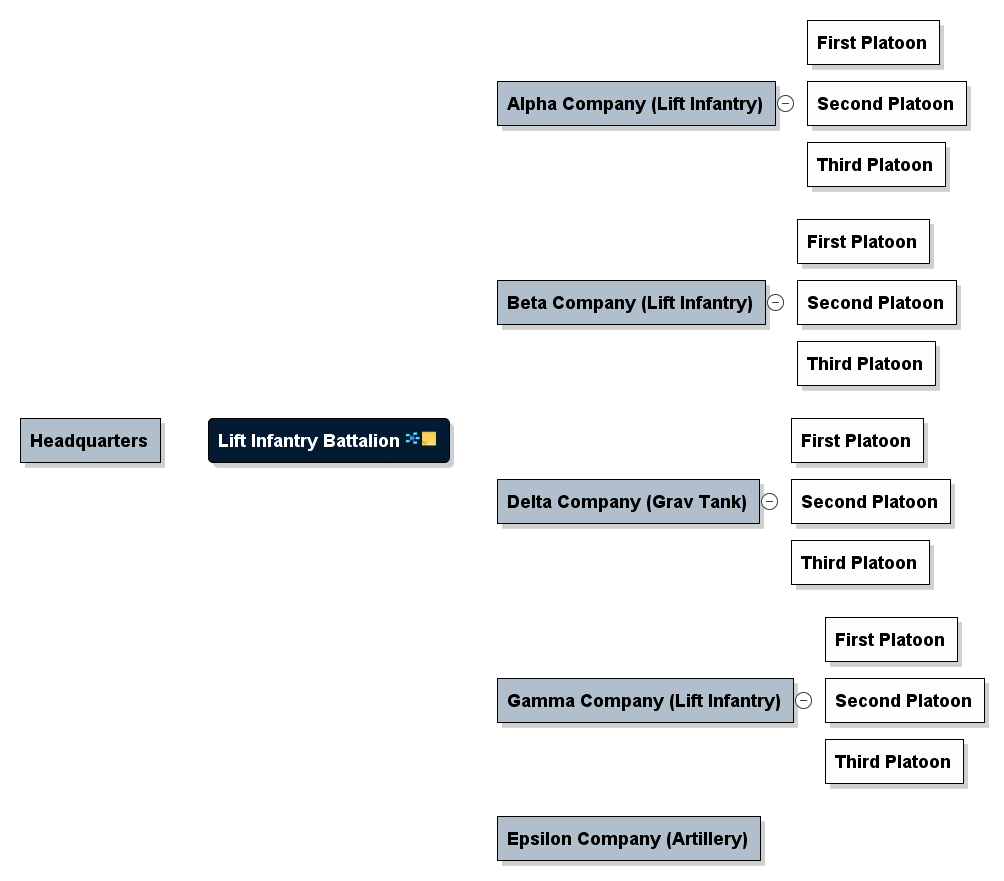 Headquarters
Lift Infantry Battalion
Alpha Company (Lift Infantry)
First Platoon
Second Platoon
Third Platoon
Beta Company (Lift Infantry)
First Platoon
Second Platoon
Third Platoon
Delta Company (Grav Tank)
First Platoon
Second Platoon
Third Platoon
Gamma Company (Lift Infantry)
First Platoon
Second Platoon
Third Platoon
Epsilon Company (Artillery)